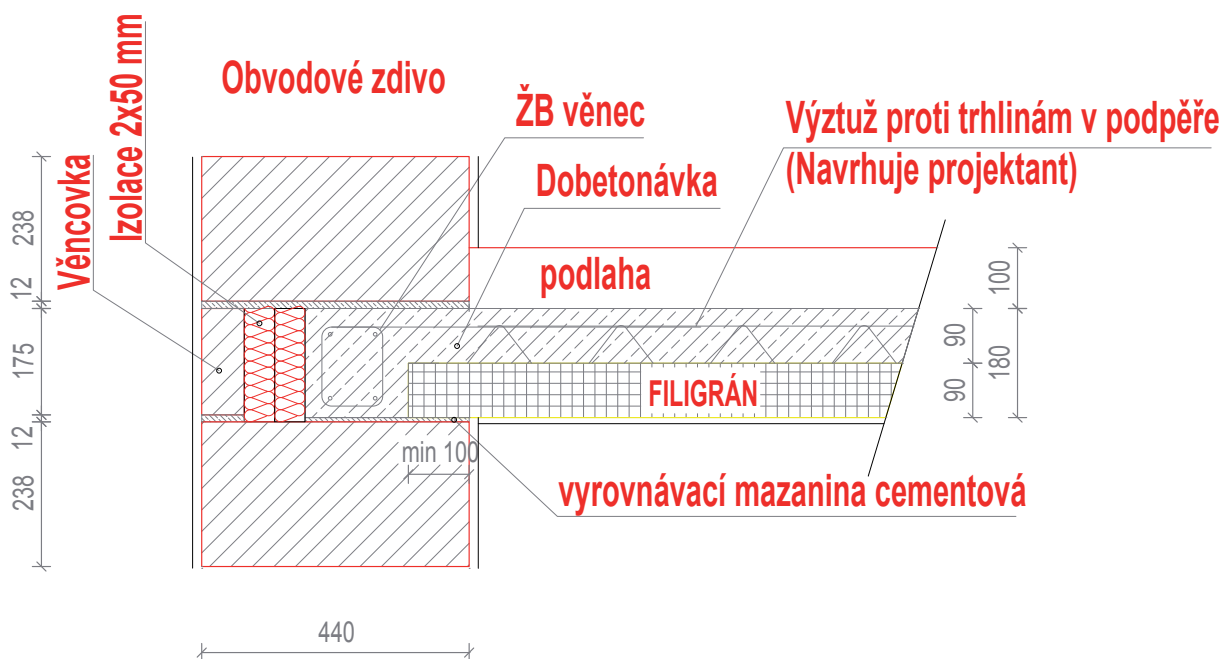 Obvodové zdivo
Izolace 2x50 mm
Věncovka
ŽB věnec
Dobetonávka
Výztuž proti trhlinám v podpěře
(Navrhuje projektant)
podlaha
FILIGRÁN
min 100
vyrovnávací mazanina cementová
238
12
175
12
238
100
90
180
90
440